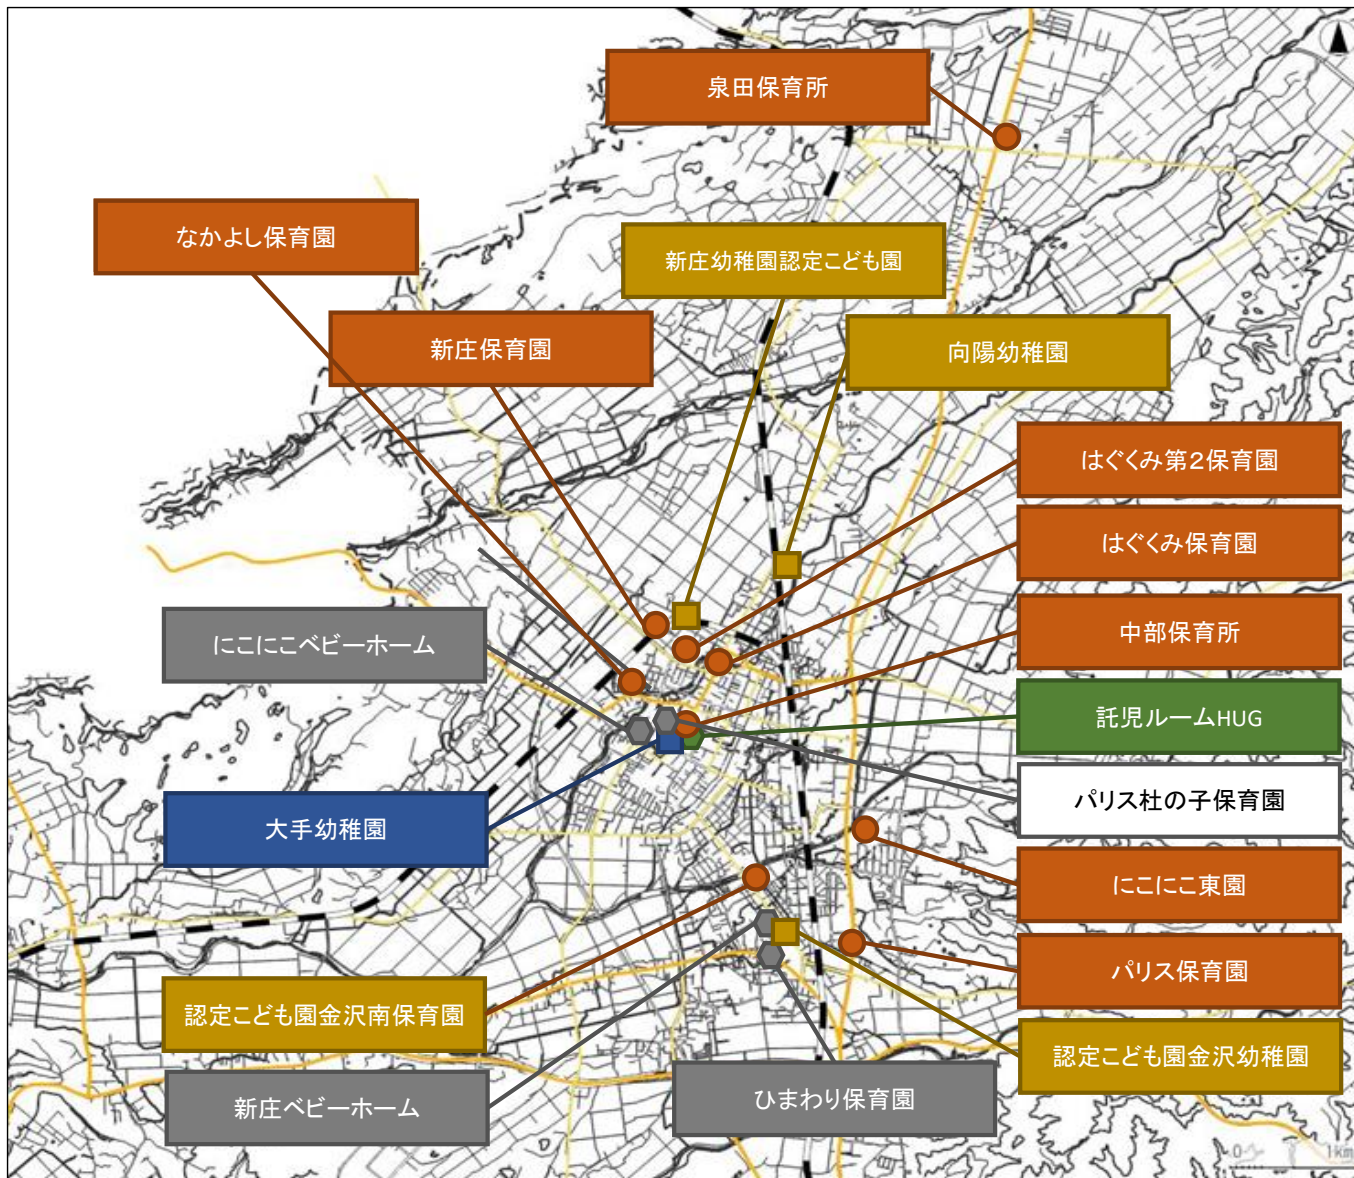 泉田保育所
なかよし保育園
新庄幼稚園認定こども園
新庄保育園
向陽幼稚園
はぐくみ第2保育園
はぐくみ保育園
中部保育所
にこにこベビーホーム
託児ルームHUG
パリス杜の子保育園
大手幼稚園
にこにこ東園
パリス保育園
認定こども園金沢南保育園
認定こども園金沢幼稚園
新庄ベビーホーム
ひまわり保育園
0 1km